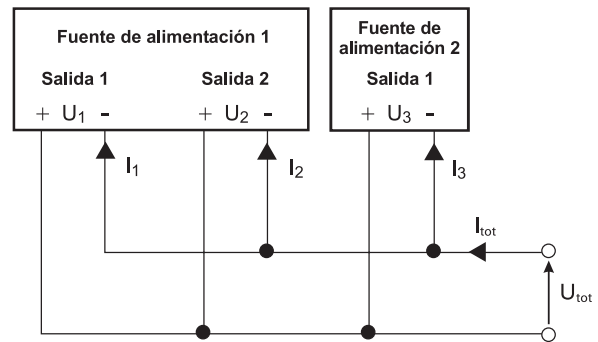 Fuente de alimentación 1
Salida 1
Salida 2
+ U1 -
+ U2 -
Fuente de
alimentación 2
Salida 1
+ U3 -
I1
I2
I3
Itot
Utot